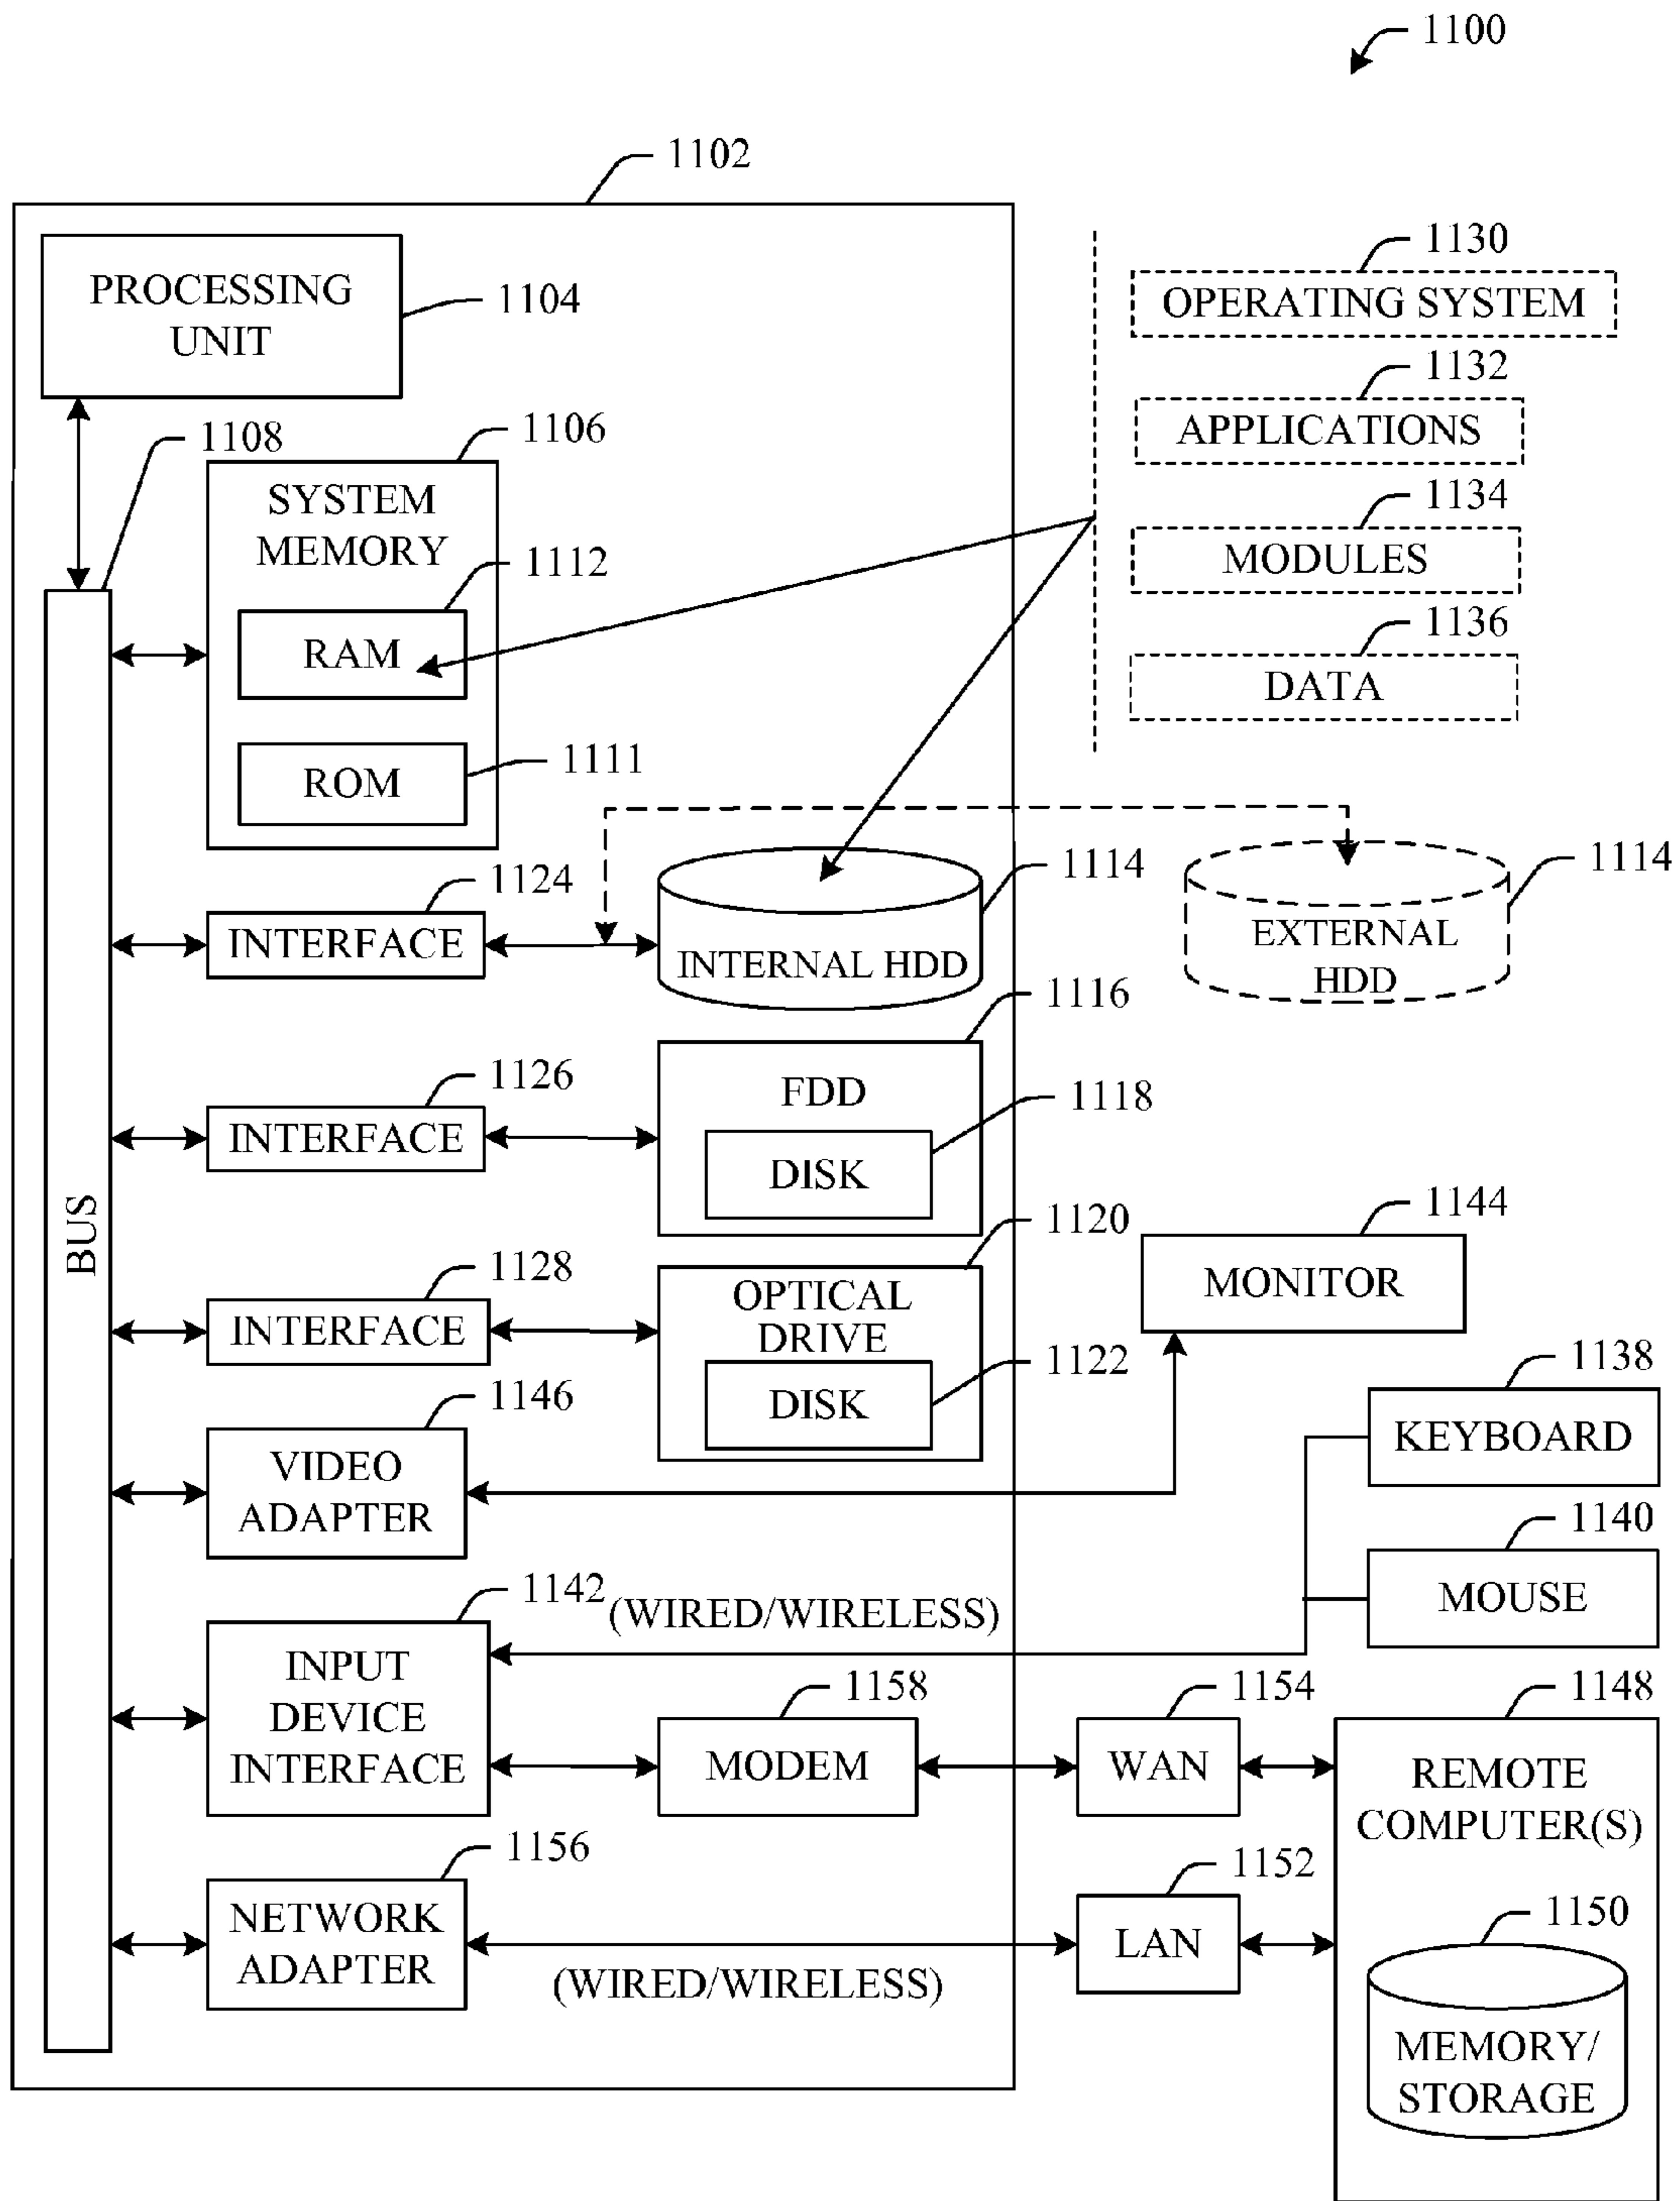 1100
1102
PROCESSING
UNIT
1104
1130
OPERATING SYSTEM
1132
APPLICATIONS
1134
MODULES
1136
DATA
1108
1106
SYSTEM
MEMORY
1112
RAM
1111
ROM
1124
INTERFACE
1114
INTERNAL HDD
1114
EXTERNAL
HDD
1116
FDD
1126
INTERFACE
1118
DISK
BUS
1120
OPTICAL
DRIVE
1128
INTERFACE
1122
DISK
1144
MONITOR
1138
KEYBOARD
1146
VIDEO
ADAPTER
1140
MOUSE
1142
(WIRED/WIRELESS)
INPUT
DEVICE
INTERFACE
1158
MODEM
1154
WAN
1148
REMOTE
COMPUTER(S)
1156
NETWORK
ADAPTER
(WIRED/WIRELESS)
1152
LAN
1150
MEMORY/
STORAGE